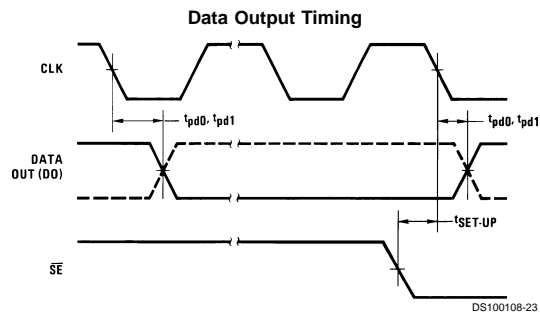 Data Output Timing
CLK
tpd0, tpd1
tpd0, tpd1
DATA
OUT (DO)
tSET-UP
SE
DS100108-23